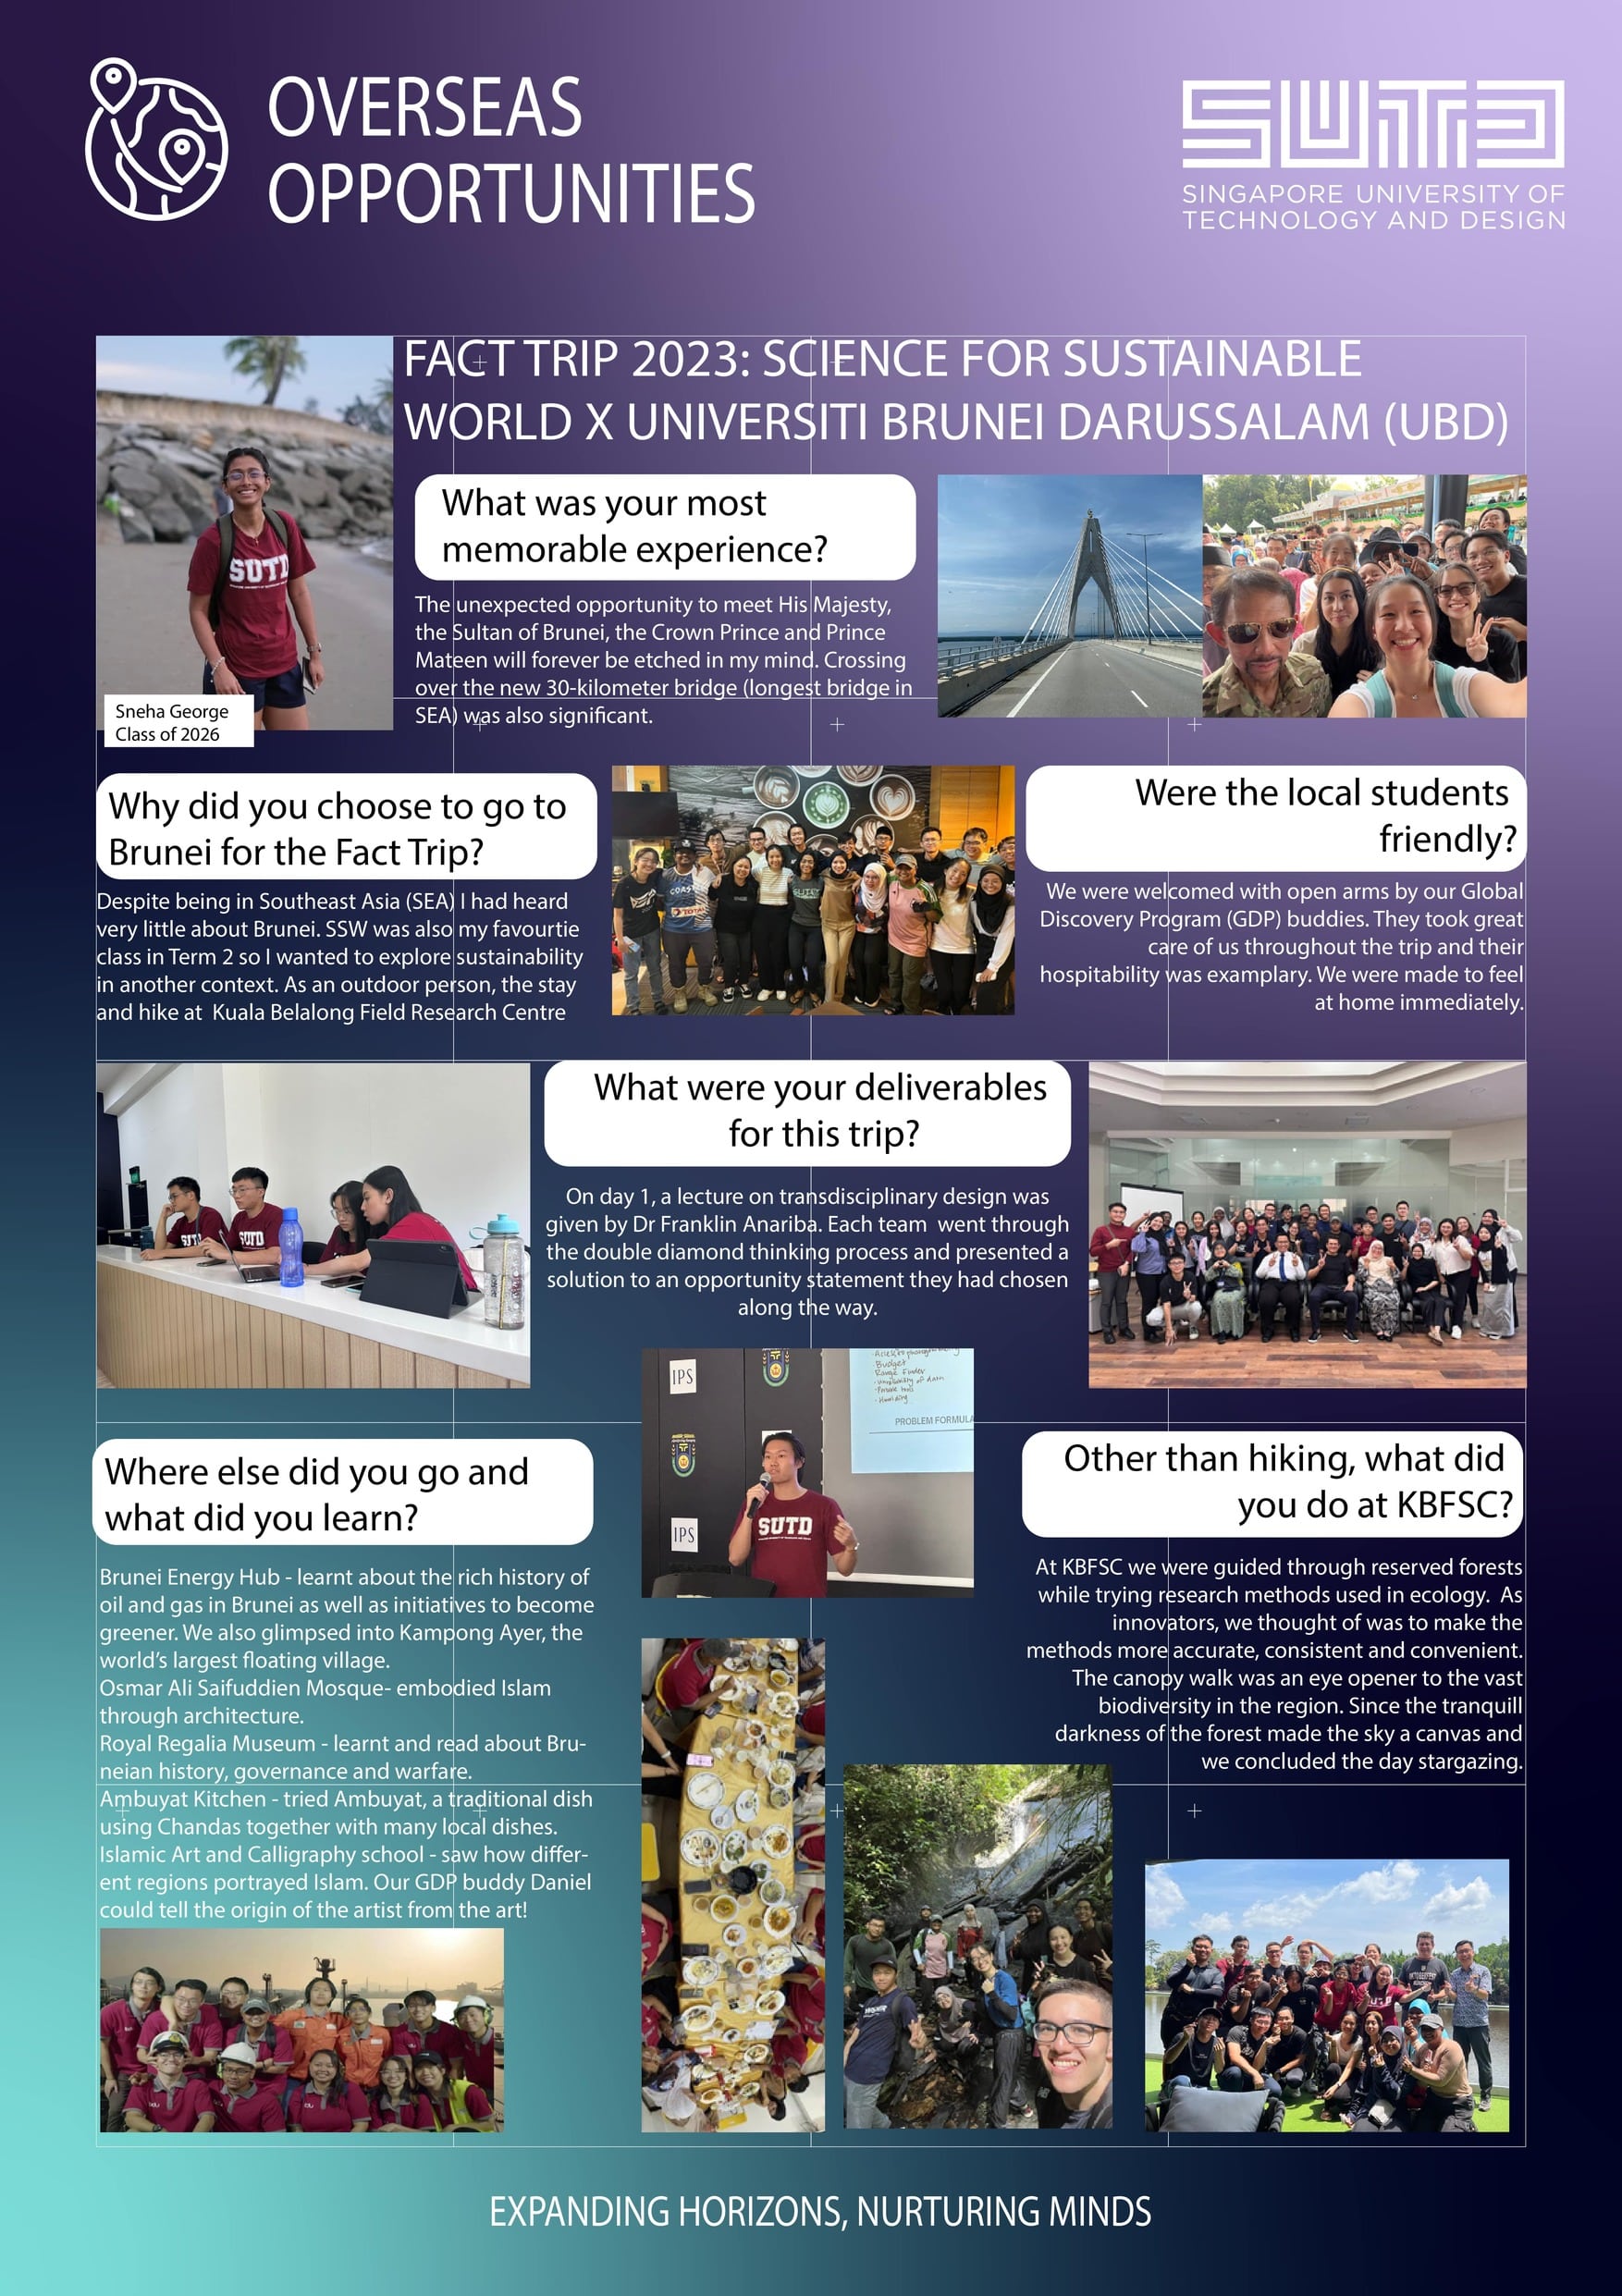 OVERSEAS
OPPORTUNITIES
SUTD
SINGAPORE UNIVERSITY OF
TECHNOLOGY AND DESIGN
FACT TRIP 2023: SCIENCE FOR SUSTAINABLE
WORLD X UNIVERSITI BRUNEI DARUSSALAM (UBD)
SUTD
Sneha George
Class of 2026
What was your most
memorable experience?
The unexpected opportunity to meet His Majesty,
the Sultan of Brunei, the Crown Prince and Prince
Mateen will forever be etched in my mind. Crossing
over the new 30-kilometer bridge (longest bridge in
SEA) was also significant.
Why did you choose to go to
Brunei for the Fact Trip?
Despite being in Southeast Asia (SEA) I had heard
very little about Brunei. SSW was also my favourtie
class in Term 2 so I wanted to explore sustainability
in another context. As an outdoor person, the stay
and hike at  Kuala Belalong Field Research Centre
Were the local students
friendly?
We were welcomed with open arms by our Global
Discovery Program (GDP) buddies. They took great
care of us throughout the trip and their
hospitability was examplary. We were made to feel
at home immediately.
What were your deliverables
for this trip?
On day 1, a lecture on transdisciplinary design was
given by Dr Franklin Anariba. Each team  went through
the double diamond thinking process and presented a
solution to an opportunity statement they had chosen
along the way.
SUTD
SUTD
IPS
IPS
Budget
Range Finder
PROBLEM FORMULA
SUTD
Where else did you go and
what did you learn?
Brunei Energy Hub - learnt about the rich history of
oil and gas in Brunei as well as initiatives to become
greener. We also glimpsed into Kampong Ayer, the
world's largest floating village.
Osmar Ali Saifuddien Mosque- embodied Islam
through architecture.
Royal Regalia Museum - learnt and read about Bru-
neian history, governance and warfare.
Ambuyat Kitchen - tried Ambuyat, a traditional dish
using Chandas together with many local dishes.
Islamic Art and Calligraphy school - saw how differ-
ent regions portrayed Islam. Our GDP buddy Daniel
could tell the origin of the artist from the art!
Other than hiking, what did
you do at KBFSC?
At KBFSC we were guided through reserved forests
while trying research methods used in ecology.  As
innovators, we thought of was to make the
methods more accurate, consistent and convenient.
The canopy walk was an eye opener to the vast
biodiversity in the region. Since the tranquill
darkness of the forest made the sky a canvas and
we concluded the day stargazing.
EXPANDING HORIZONS, NURTURING MINDS